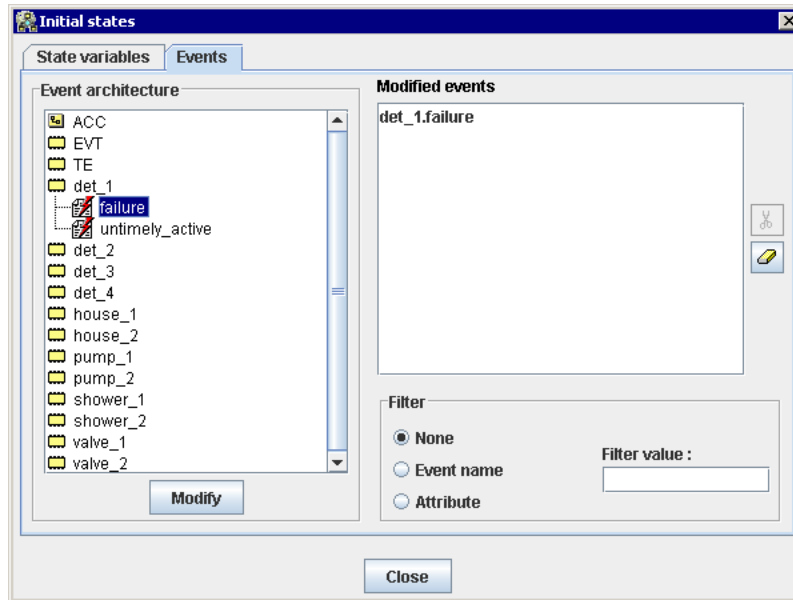 Initial states
State variables
Events
Event architecture
ACC
EVT
TE
det_1
failure
untimely_active
det_2
det_3
det_4
house_1
house_2
pump_1
pump_2
shower_1
shower_2
valve_1
valve_2
Modify
Modified events
det_1.failure
Filter
None
Event name
Attribute
Filter value :
Close